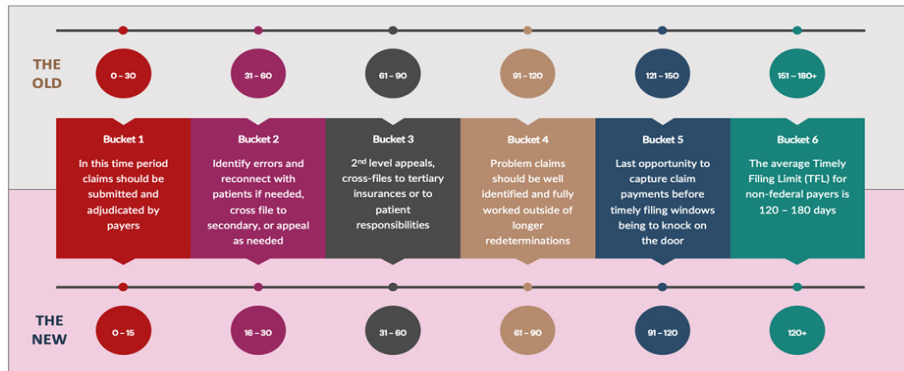 THE
OLD
0 – 30
31 – 60
61 – 90
91 – 120
121 – 150
151 – 180+
Bucket 1
In this time period
claims should be
submitted and
adjudicated by
payers
Bucket 2
Identify errors and
reconnect with
patients if needed,
cross file to
secondary, or appeal
as needed
Bucket 3
2nd level appeals,
cross-files to tertiary
insurances or to
patient
responsibilities
Bucket 4
Problem claims
should be well
identified and fully
worked outside of
longer
redeterminations
Bucket 5
Last opportunity to
capture claim
payments before
timely filing windows
being to knock on
the door
Bucket 6
The average Timely
Filing Limit (TFL) for
non-federal payers is
120 – 180 days
THE
NEW
0 – 15
16 – 30
31 – 60
61 – 90
91 – 120
120+